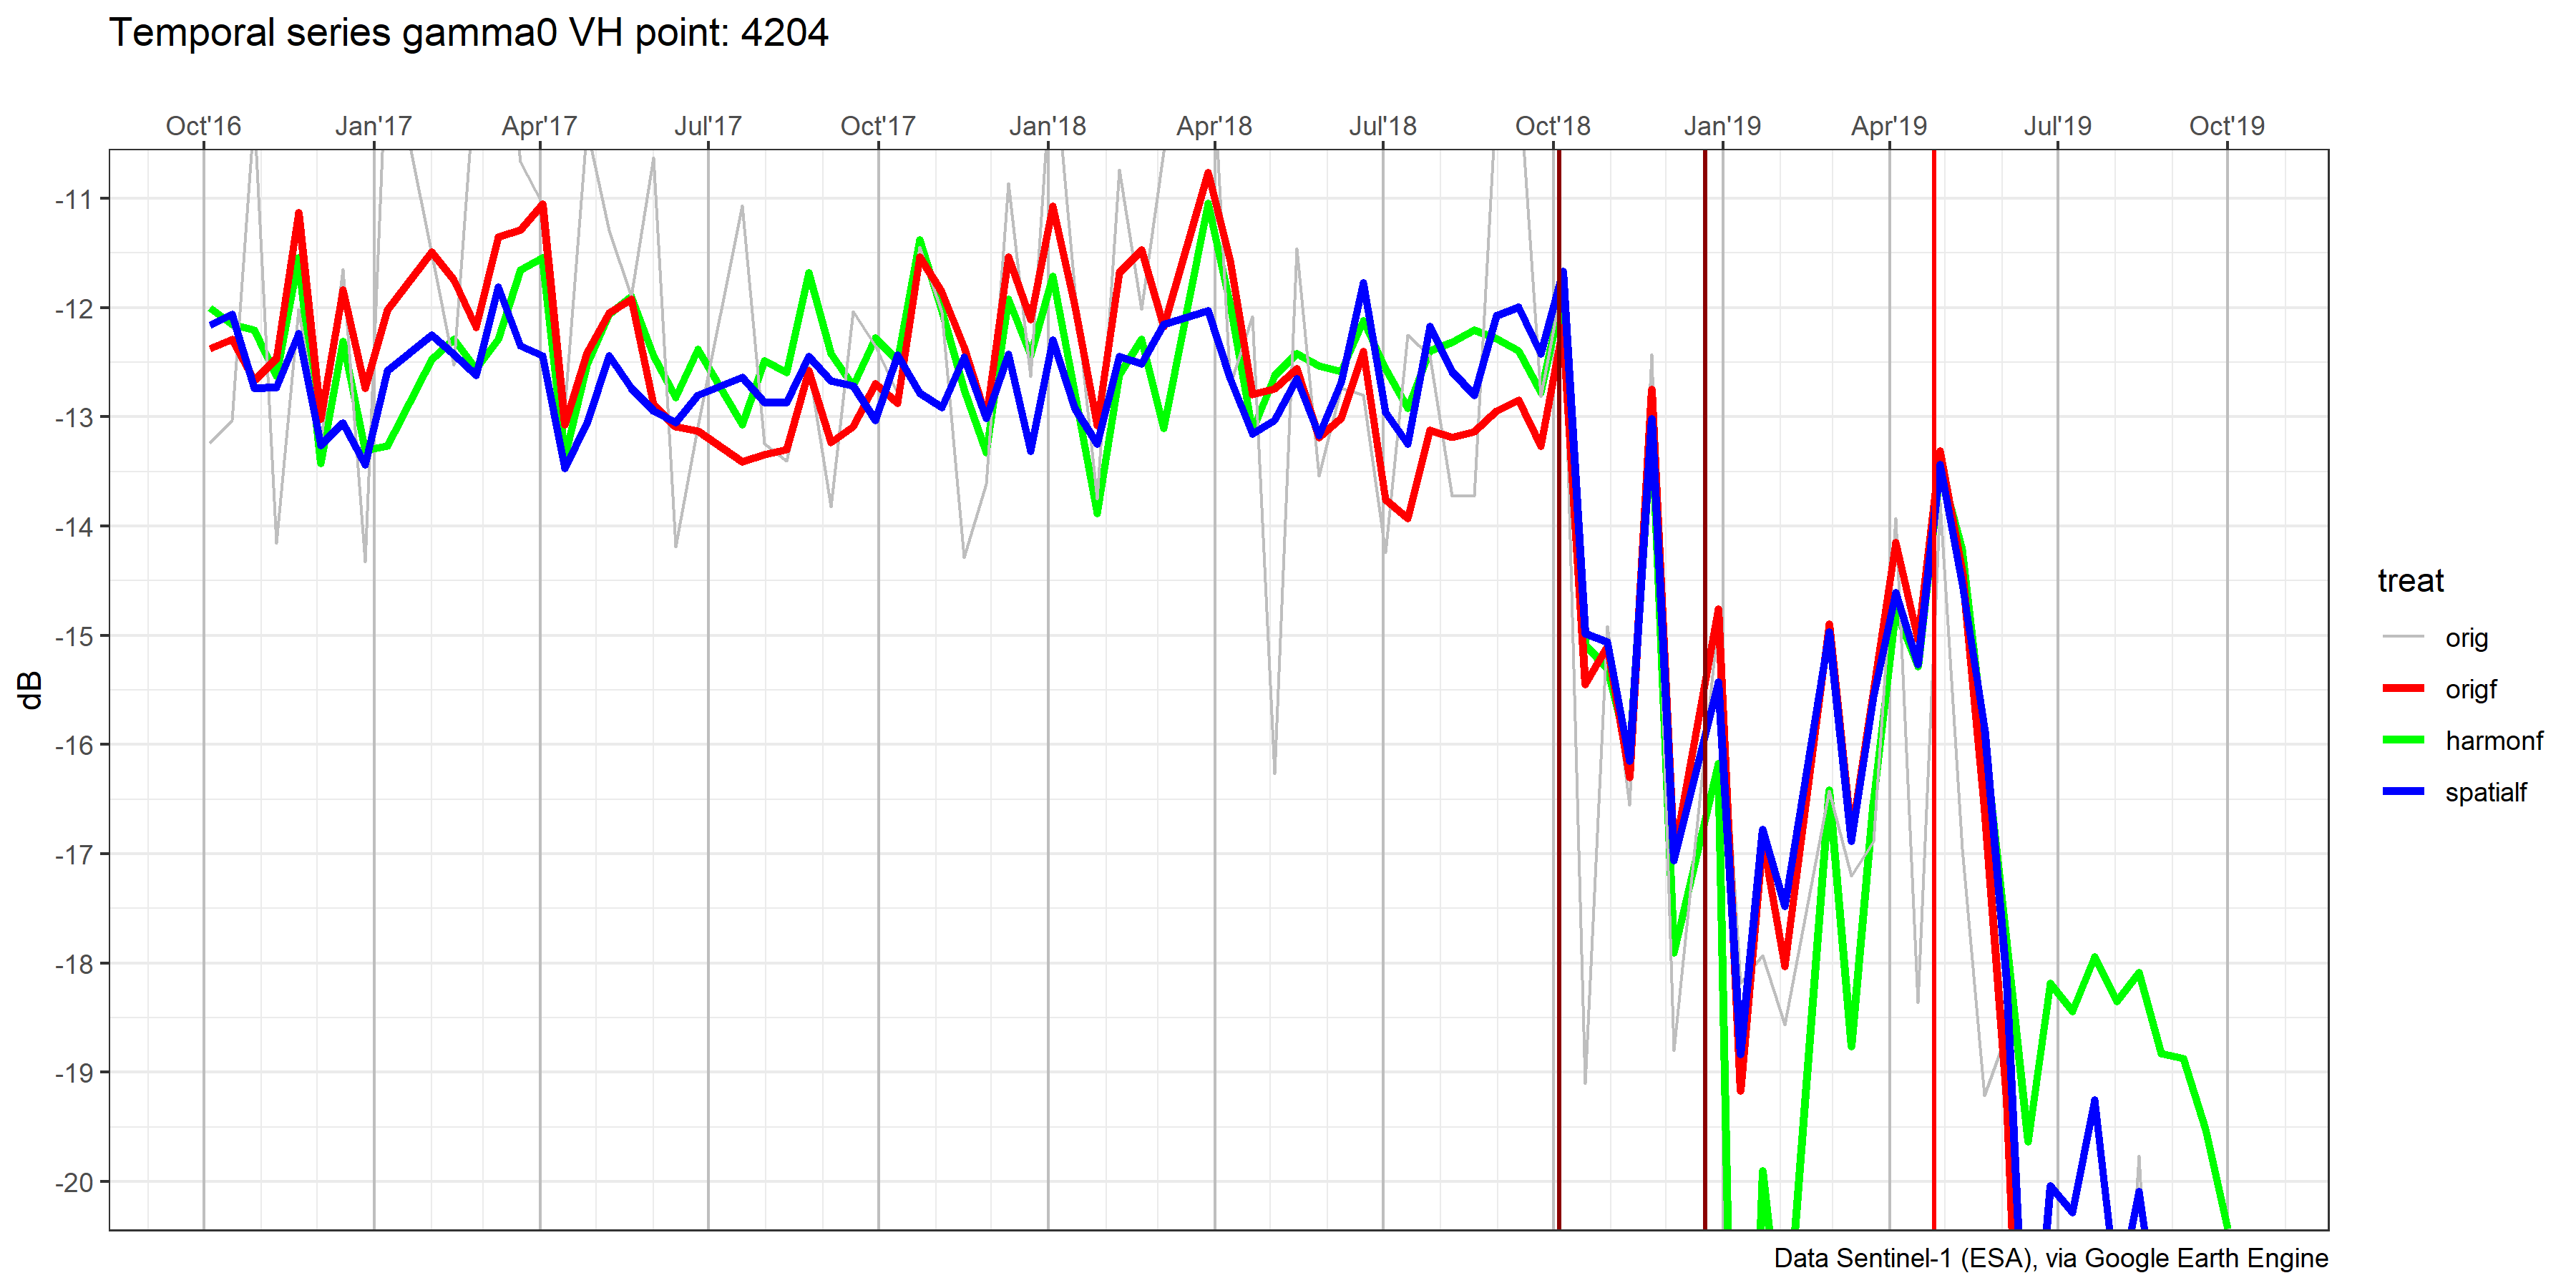 Temporal series gamma0 VH point: 4204
Oct'16 Jan'17 Apr'17 Jul'17 Oct'17 Jan'18 Apr'18 Jul'18 Oct'18 Jan'19 Apr'19 Jul'19 Oct'19
-11
-12
-13
-14
-15
-16
-17
-18
-19
-20
dB
treat
orig
origf
harmonf
spatialf
Data Sentinel-1 (ESA), via Google Earth Engine